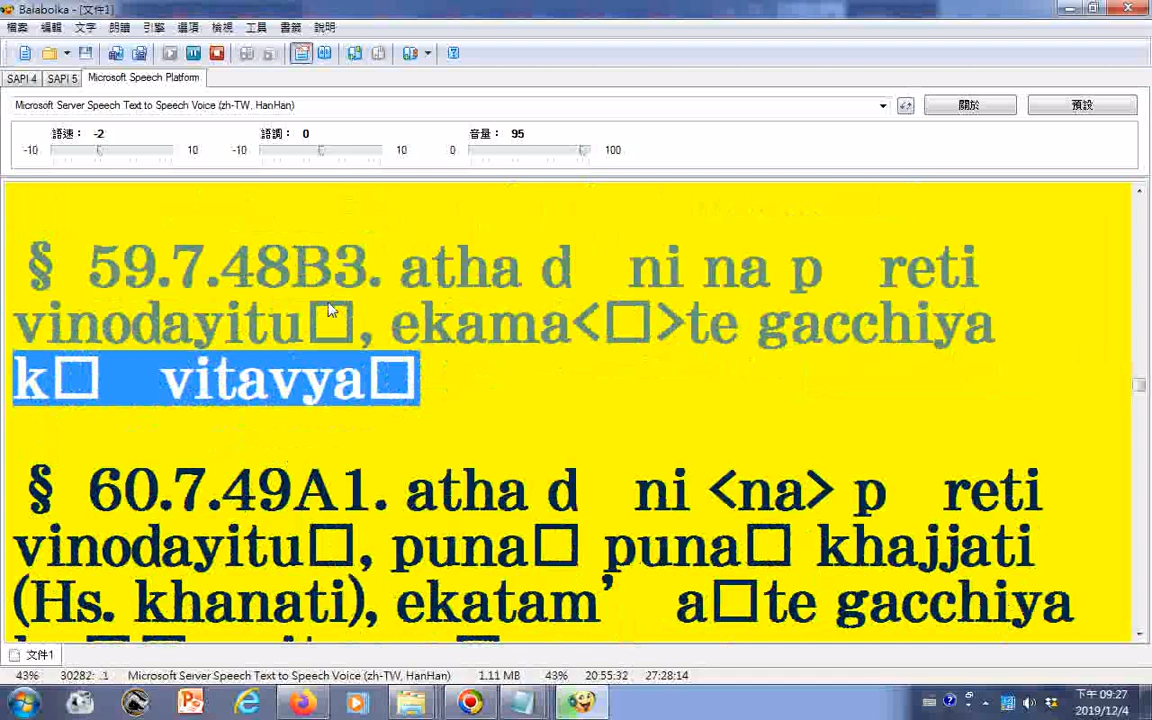 Balabolka - [文件1]
檔案 編輯 文字 朗讀 引擎 選項 檢視 工具 書籤 說明
SAPI 4 SAPI 5 Microsoft Speech Platform
Microsoft Server Speech Text to Speech Voice (zh-TW, HanHan) 關於 預設
語速： -2 語調： 0 音量： 95
-10 10 -10 10 0 100
§ 59.7.48B3. atha d ni na p reti
vinodayitu□, ekama<□>te gacchiya
k□ vitavya□
§ 60.7.49A1. atha d ni <na> p reti
vinodayitu□, puna□ puna□ khajjati
(Hs. khanati), ekatam’ a□te gacchiya
文件1
43% 30282: 1 Microsoft Server Speech Text to Speech Voice (zh-TW, HanHan) 1.11 MB 43% 20:55:32 27:28:14
下午 09:27
2019/12/4